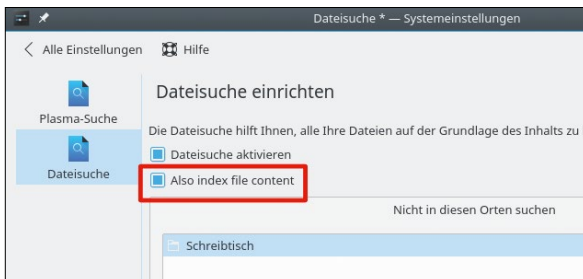 Dateisuche * — Systemeinstellungen
Alle Einstellungen Hilfe
Plasma-Suche
Dateisuche
Dateisuche einrichten
Die Dateisuche hilft Ihnen, alle Ihre Dateien auf der Grundlage des Inhalts zu
Dateisuche aktivieren
Also index file content
Nicht in diesen Orten suchen
Schreibtisch